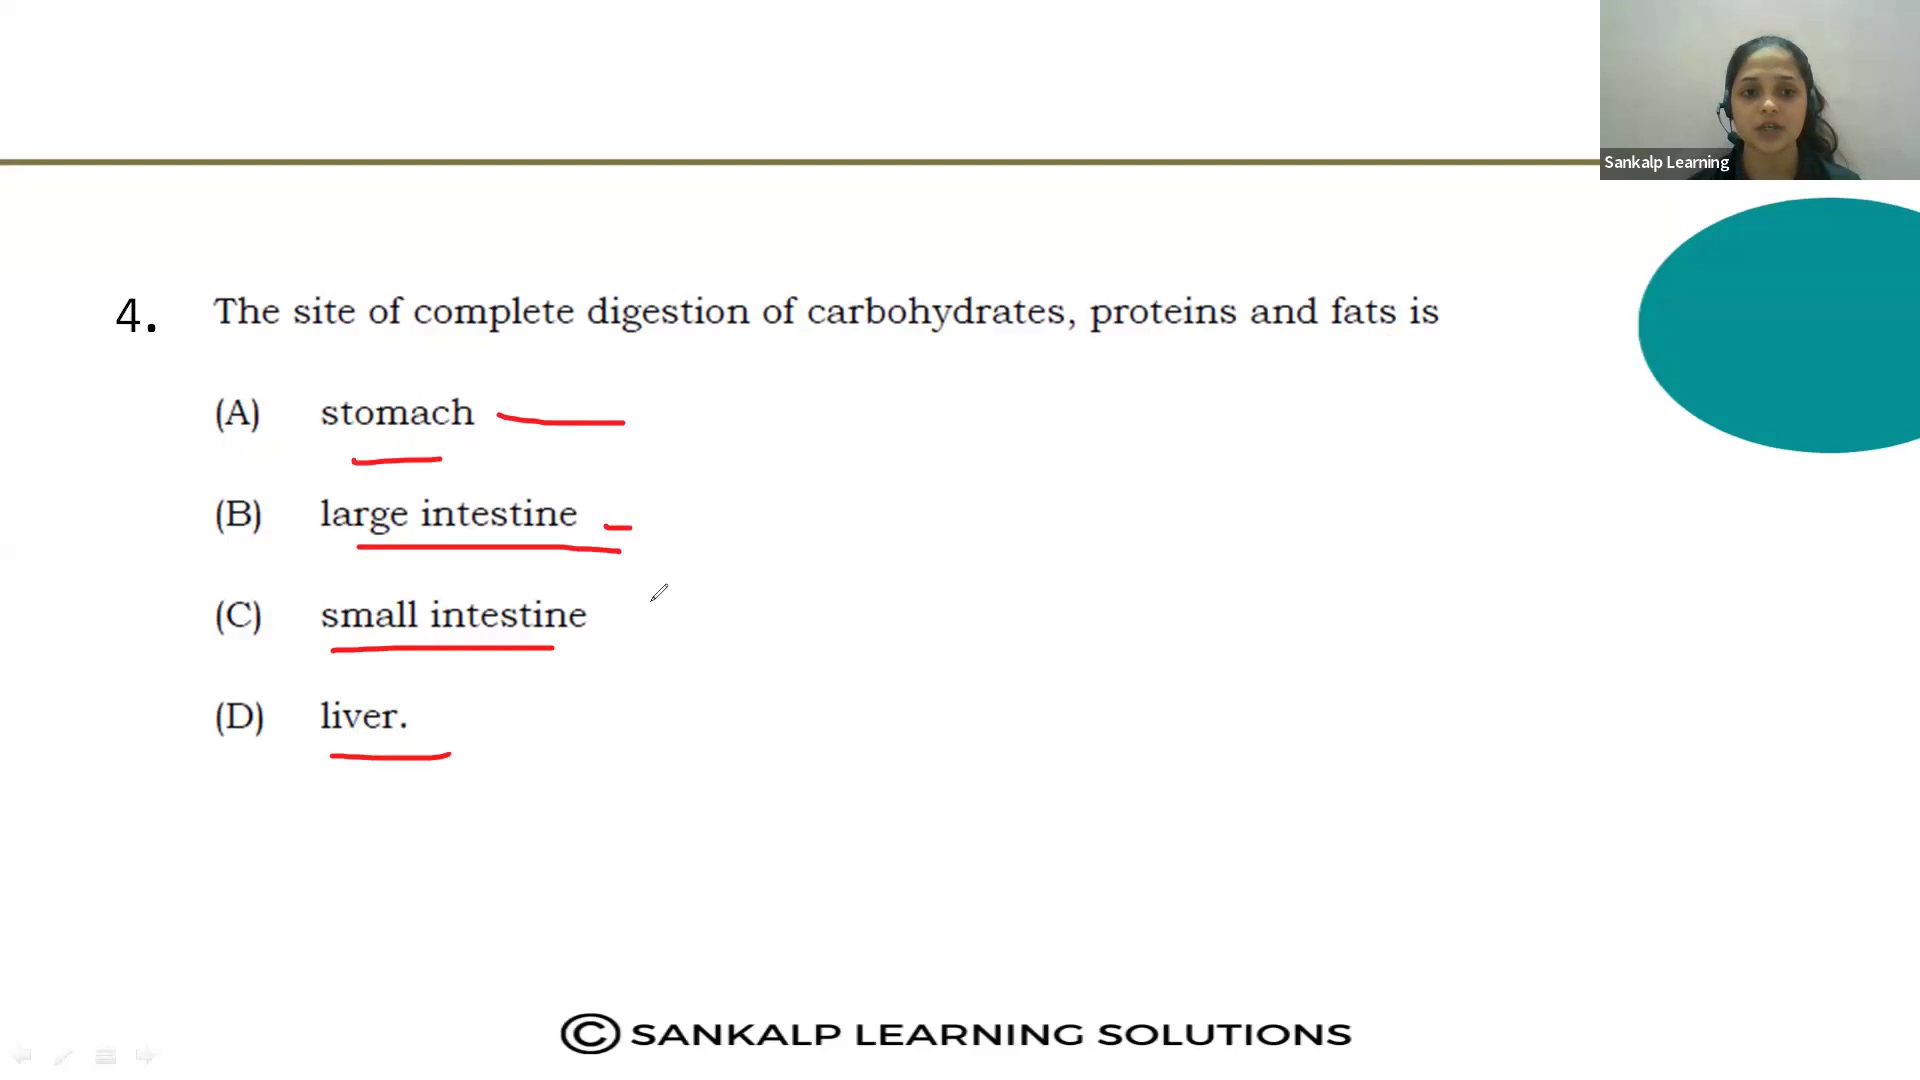 Sankalp Learning
4. The site of complete digestion of carbohydrates, proteins and fats is
(A) stomach
(B) large intestine
(C) small intestine
(D) liver.
© SANKALP LEARNING SOLUTIONS